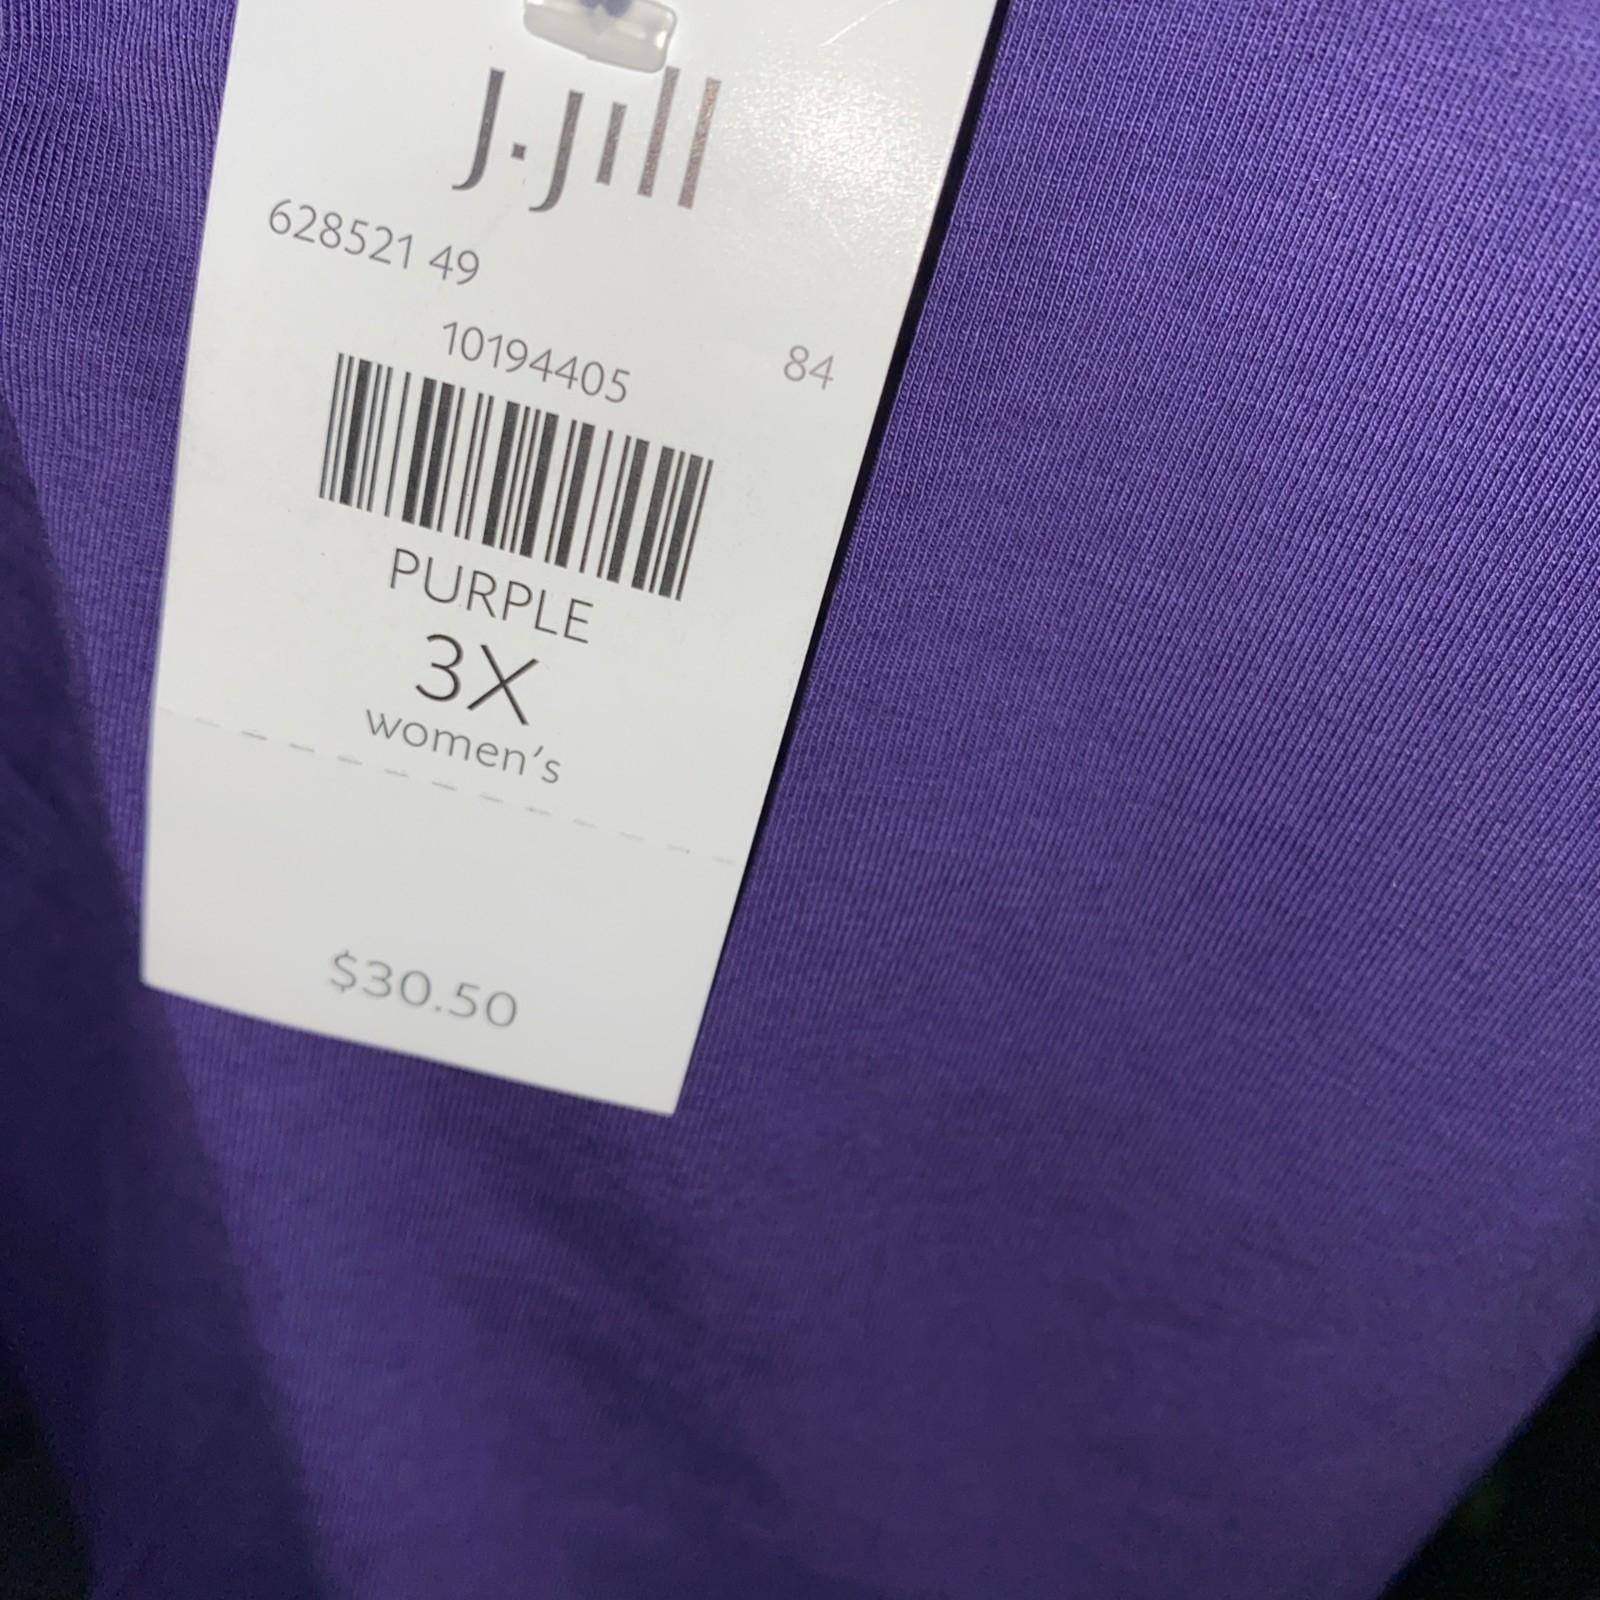 J.Jill
628521 49
10194405
84
PURPLE
3X
women's
$30.50